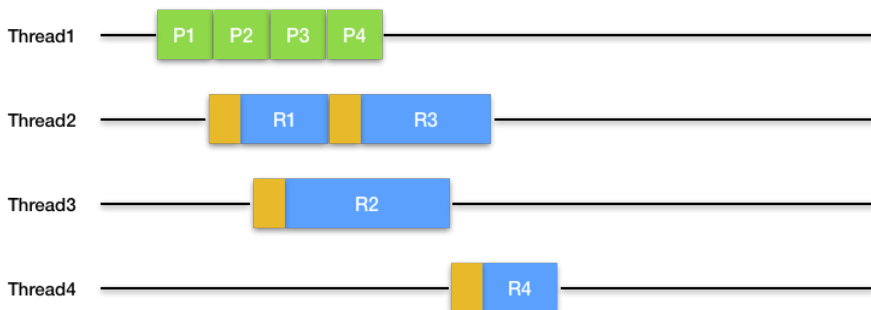 Thread1 P1 P2 P3 P4
Thread2 R1 R3
Thread3 R2
Thread4 R4